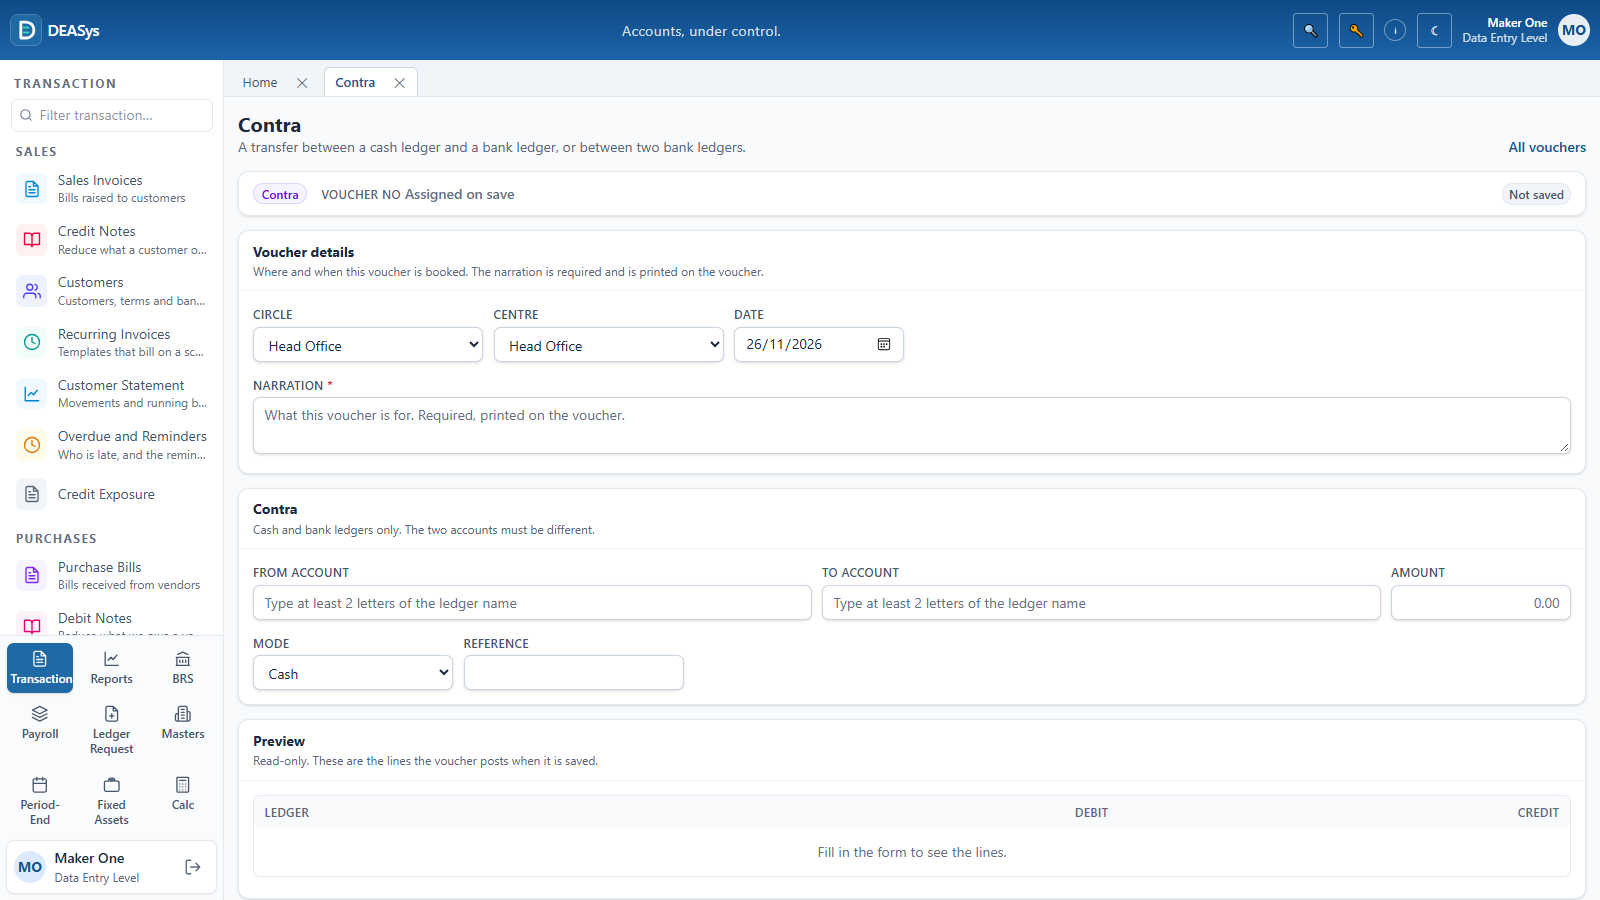 DEASys
Accounts, under control.
Maker One
Data Entry Level
MO
TRANSACTION
Filter transaction...
SALES
Sales Invoices
Bills raised to customers
Credit Notes
Reduce what a customer o...
Customers
Customers, terms and ban...
Recurring Invoices
Templates that bill on a sc...
Customer Statement
Movements and running b...
Overdue and Reminders
Who is late, and the remin...
Credit Exposure
PURCHASES
Purchase Bills
Bills received from vendors
Debit Notes
Transaction
Reports
BRS
Payroll
Ledger Request
Masters
Period-End
Fixed Assets
Calc
MO
Maker One
Data Entry Level
Home
Contra
Contra
A transfer between a cash ledger and a bank ledger, or between two bank ledgers.
All vouchers
Contra VOUCHER NO Assigned on save
Not saved
Voucher details
Where and when this voucher is booked. The narration is required and is printed on the voucher.
CIRCLE CENTRE DATE
Head Office Head Office 26/11/2026
NARRATION *
What this voucher is for. Required, printed on the voucher.
Contra
Cash and bank ledgers only. The two accounts must be different.
FROM ACCOUNT TO ACCOUNT AMOUNT
Type at least 2 letters of the ledger name Type at least 2 letters of the ledger name 0.00
MODE REFERENCE
Cash
Preview
Read-only. These are the lines the voucher posts when it is saved.
LEDGER DEBIT CREDIT
Fill in the form to see the lines.